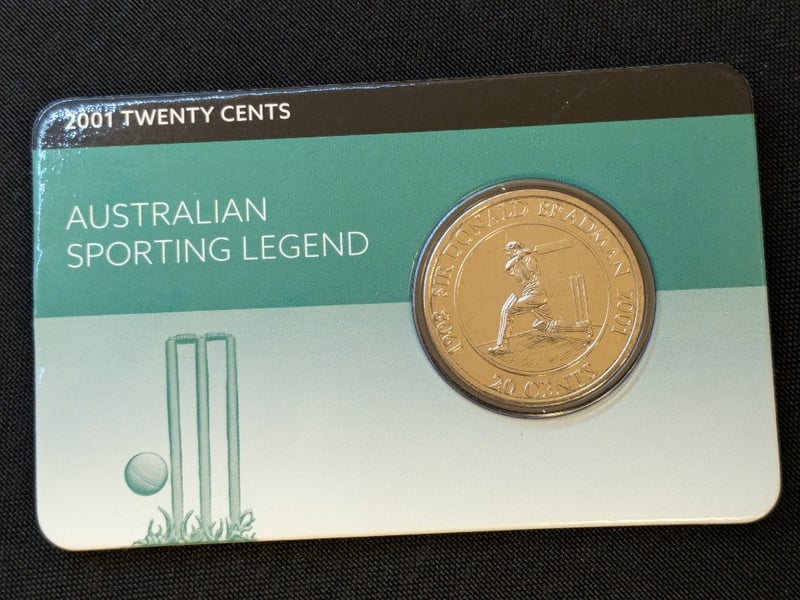 2001 TWENTY CENTS
AUSTRALIAN
SPORTING LEGEND
1908 SIR DONALD BRADMAN 2001
20 CENTS